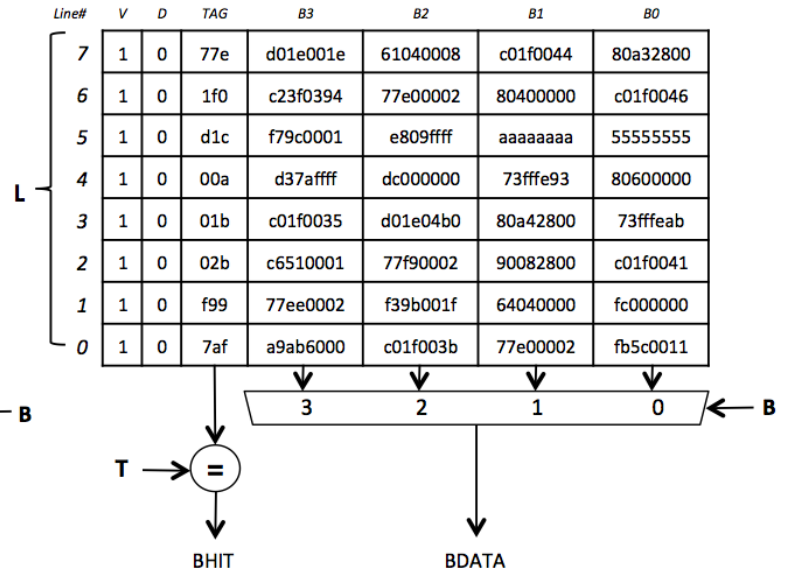 Line# V D TAG B3 B2 B1 B0
7 1 0 77e d01e001e 61040008 c01f0044 80a32800
6 1 0 1f0 c23f0394 77e00002 80400000 c01f0046
5 1 0 d1c f79c0001 e809ffff aaaaaaaa 55555555
4 1 0 00a d37affff dc000000 73fffe93 80600000
L
3 1 0 01b c01f0035 d01e04b0 80a42800 73fffeab
2 1 0 02b c6510001 77f90002 90082800 c01f0041
1 1 0 f99 77ee0002 f39b001f 64040000 fc000000
0 1 0 7af a9ab6000 c01f003b 77e00002 fb5c0011
B 3 2 1 0 B
T =
BHIT BDATA